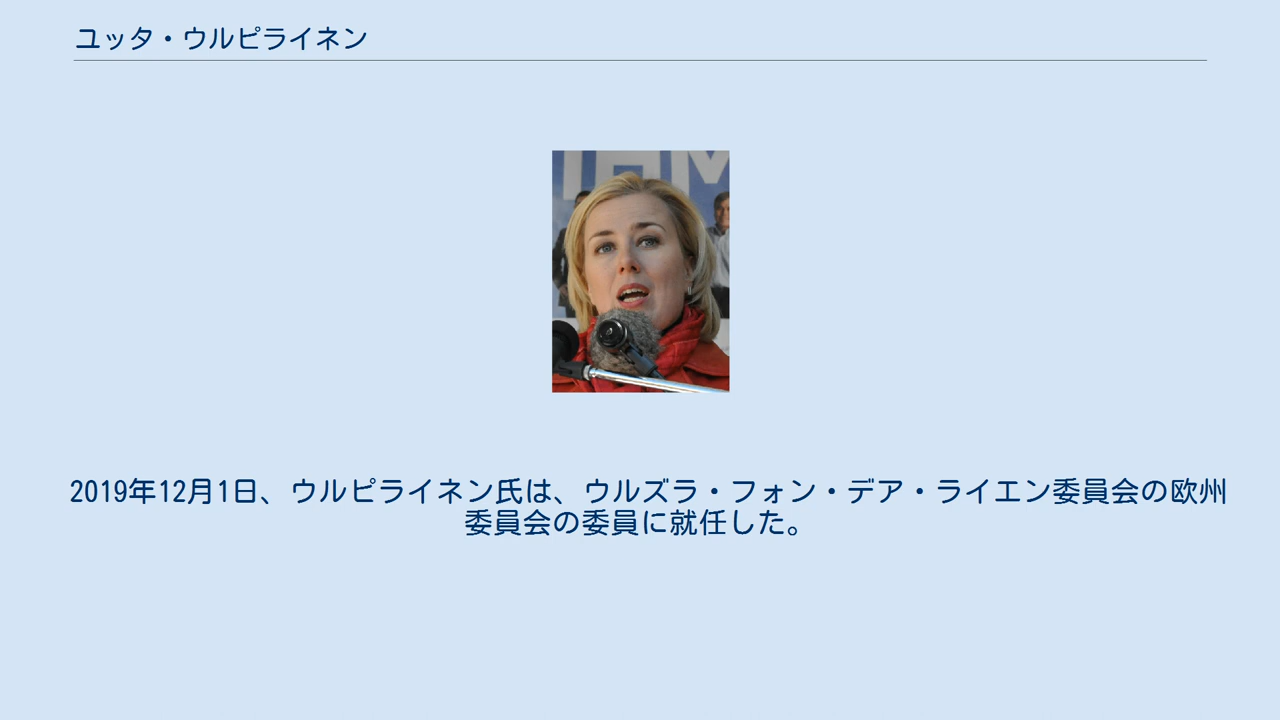 ユッタ・ウルピライネン
2019年12月1日、ウルピライネン氏は、ウルズラ・フォン・デア・ライエン委員会の欧州
委員会の委員に就任した。